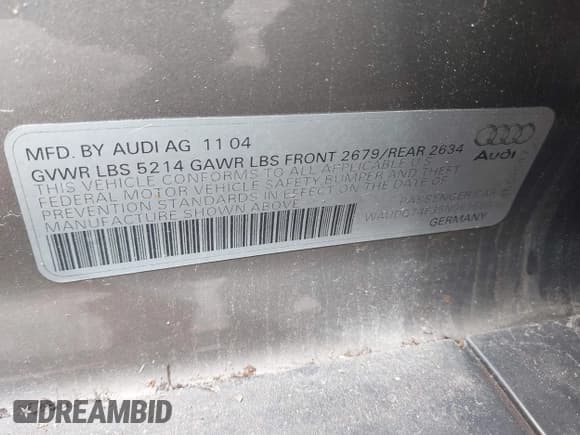 MFD. BY AUDI AG 11 04
GVWR LBS 5214 GAWR LBS FRONT 2679/REAR 2634
THIS VEHICLE CONFORMS TO ALL APPLICABLE U.S.
FEDERAL MOTOR VEHICLE SAFETY BUMPER AND THEFT
PREVENTION STANDARDS IN EFFECT ON THE DATE OF
MANUFACTURE SHOWN ABOVE.
Audi
PASSENGER CAR
GERMANY
DREAMBID